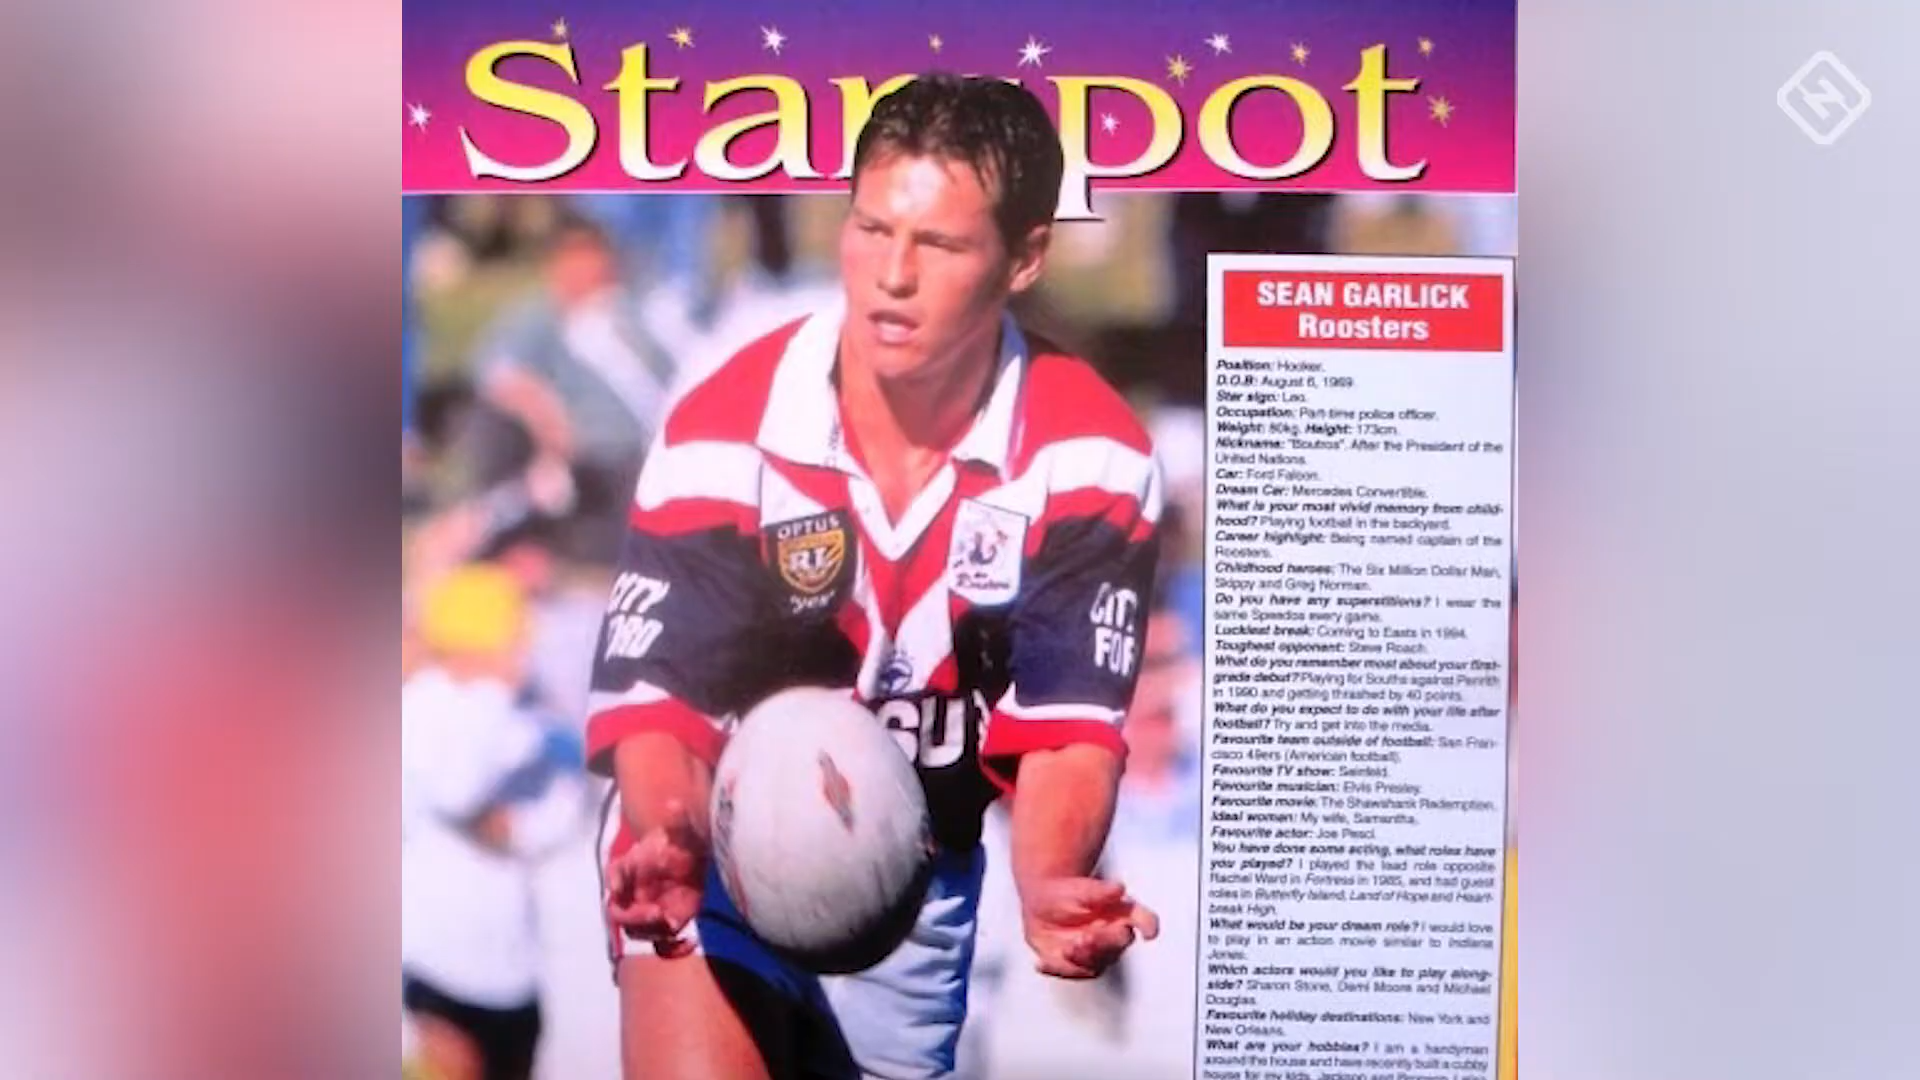 Starspot
SEAN GARLICK
Roosters
Position: Hooker.
D.O.B: August 6, 1969.
Star sign: Leo.
Occupation: Part-time police officer.
Weight: 80kg. Height: 173cm.
Nickname: "Boutros". After the President of the
United Nations.
Car: Ford Falcon.
Dream Car: Mercedes Convertible.
What is your most vivid memory from child-
hood? Playing football in the backyard.
Career highlight: Being named captain of the
Roosters.
Childhood heroes: The Six Million Dollar Man,
Skippy and Greg Norman.
Do you have any superstitions? I wear the
same Speedos every game.
Luckiest break: Coming to Easts in 1994.
Toughest opponent: Steve Roach.
What do you remember most about your first-
grade debut? Playing for Souths against Penrith
in 1990 and getting thrashed by 40 points.
What do you expect to do with your life after
football? Try and get into the media.
Favourite team outside of football: San Fran-
cisco 49ers (American football).
Favourite TV show: Seinfeld.
Favourite musician: Elvis Presley.
Favourite movie: The Shawshank Redemption.
Ideal woman: My wife, Samantha.
Favourite actor: Joe Pesci.
You have done some acting, what roles have
you played? I played the lead role opposite
Rachel Ward in Fortress in 1985, and had guest
roles in Butterfly Island, Land of Hope and Heart-
break High.
What would be your dream role? I would love
to play in an action movie similar to Indiana
Jones.
Which actors would you like to play along-
side? Sharon Stone, Demi Moore and Michael
Douglas.
Favourite holiday destinations: New York and
New Orleans.
What are your hobbies? I am a handyman
around the house and have recently built a cubby
house for my kids, Jackson and
OPTUS
RL
"yes"
Roosters
CITY
FORD
CITY
FOR
SU